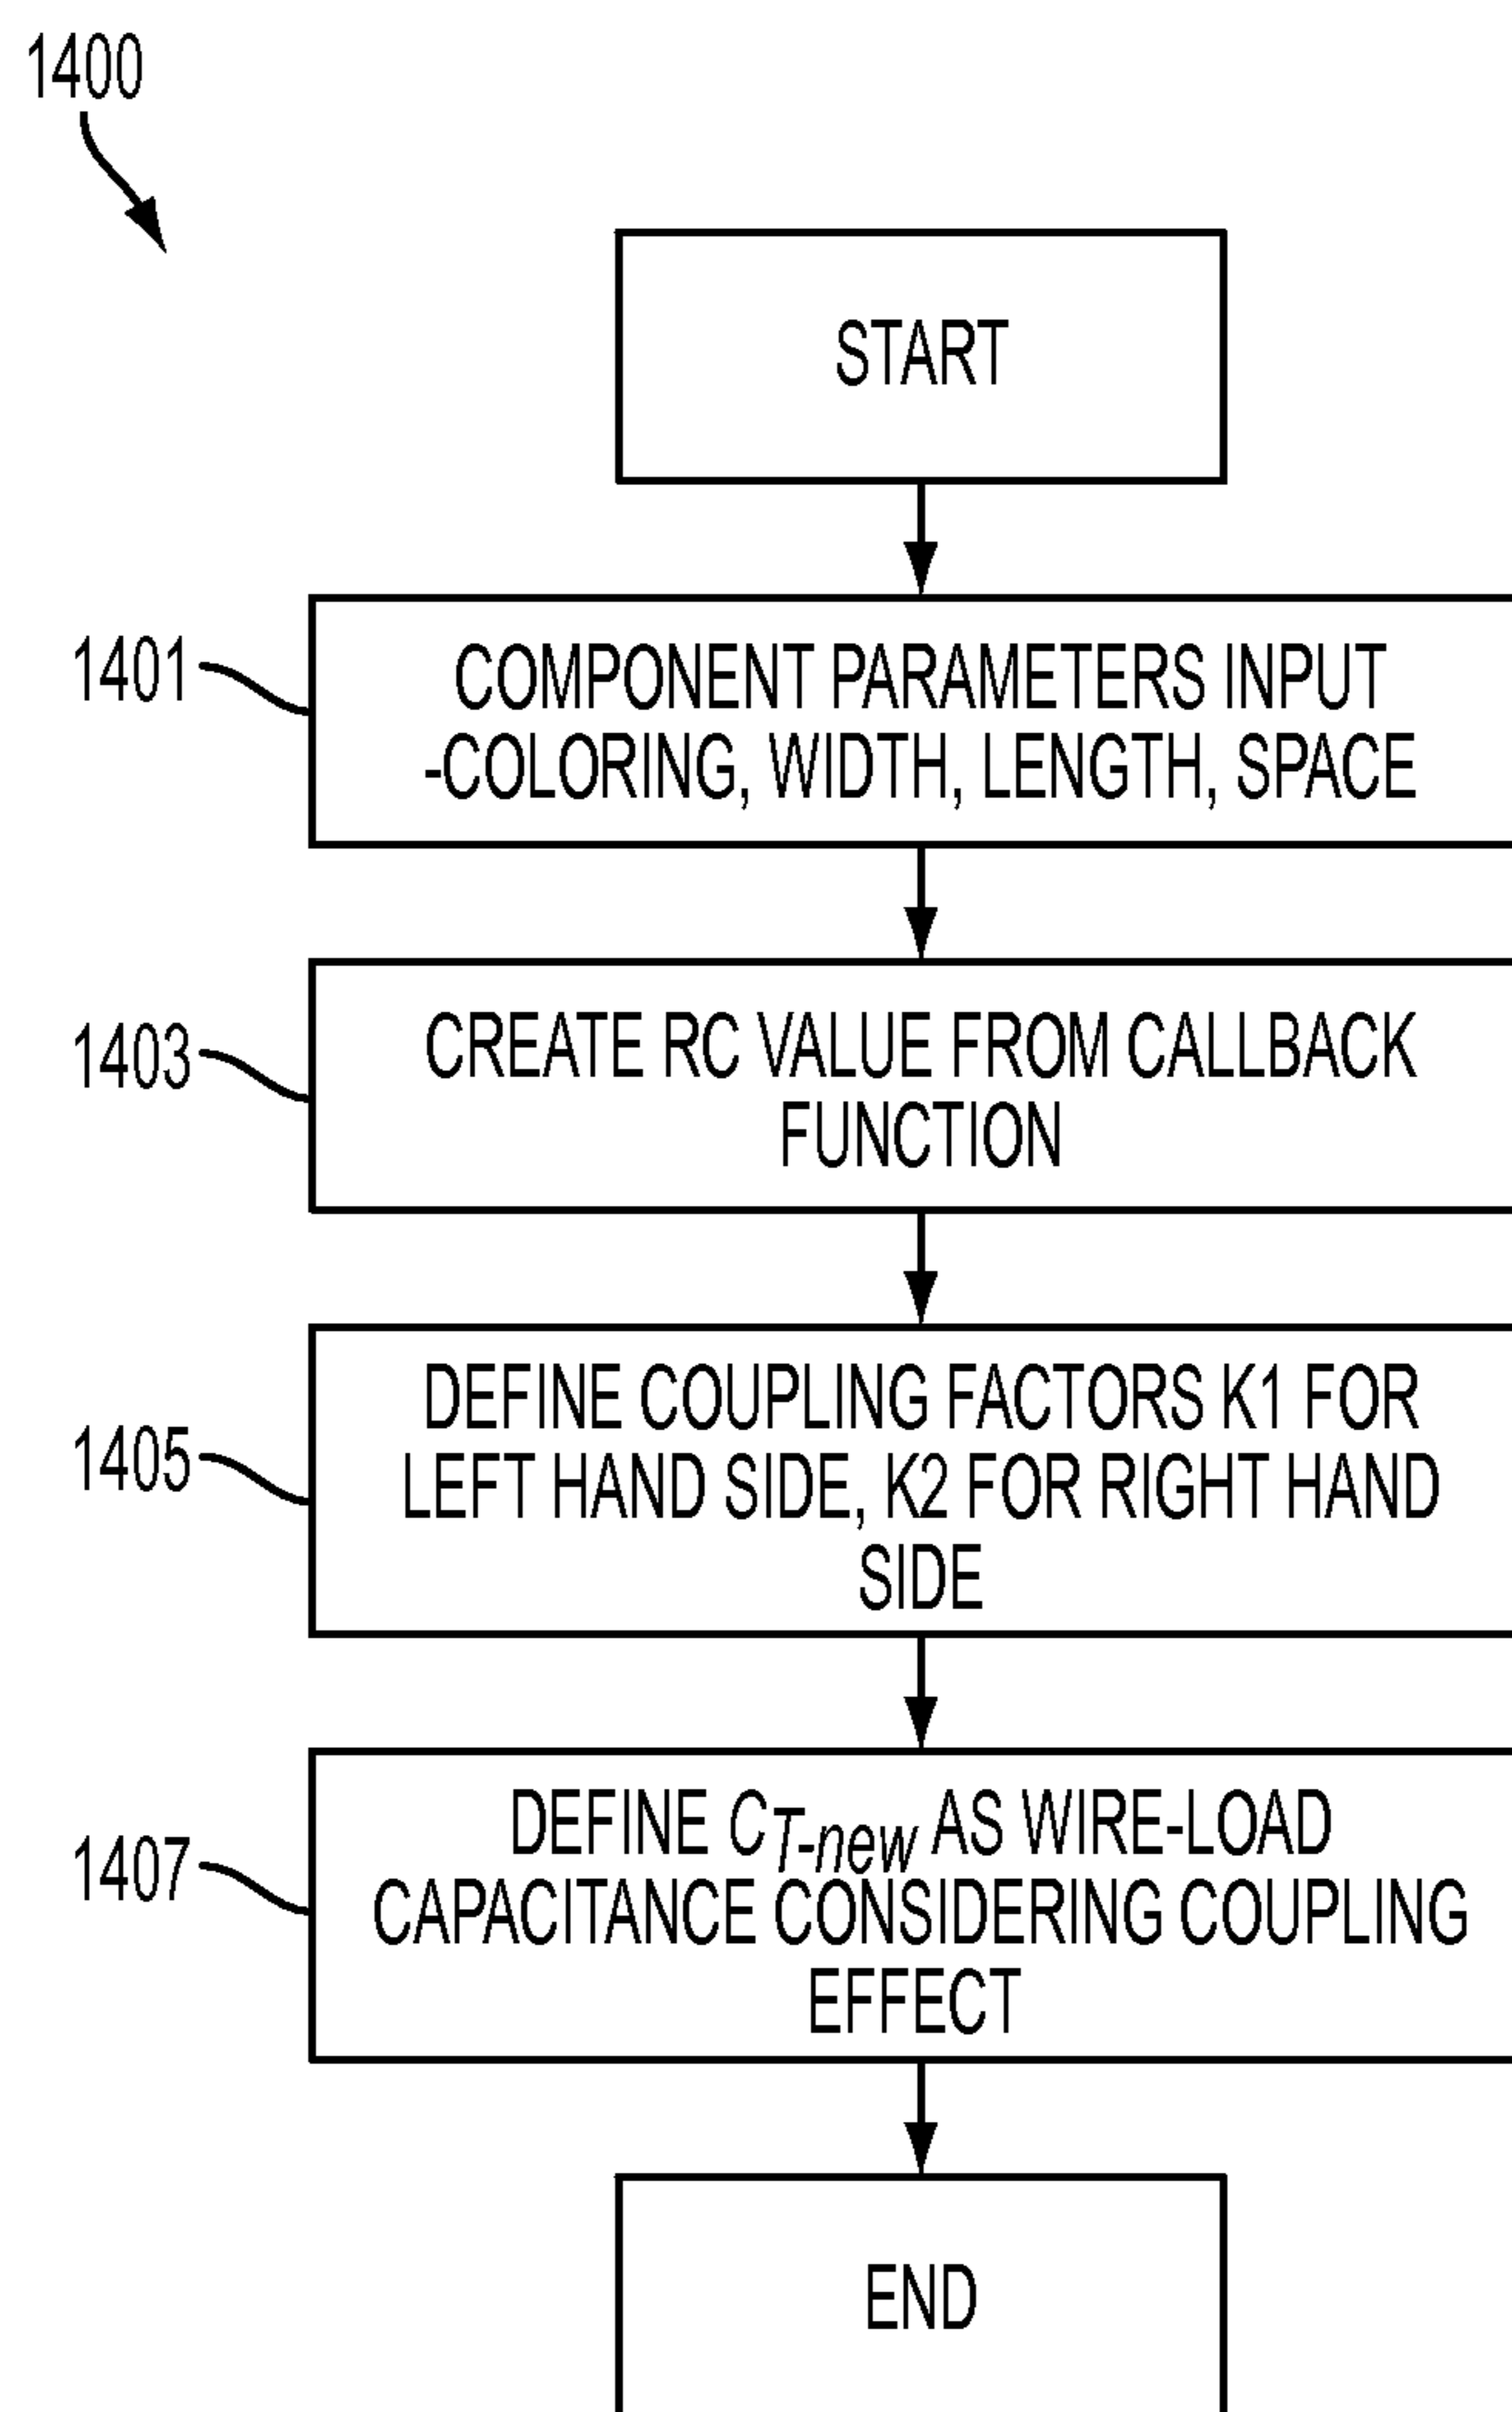 1400
START
1401
COMPONENT PARAMETERS INPUT
-COLORING, WIDTH, LENGTH, SPACE
1403
CREATE RC VALUE FROM CALLBACK
FUNCTION
1405
DEFINE COUPLING FACTORS K1 FOR
LEFT HAND SIDE, K2 FOR RIGHT HAND
SIDE
1407
DEFINE CT-new AS WIRE-LOAD
CAPACITANCE CONSIDERING COUPLING
EFFECT
END